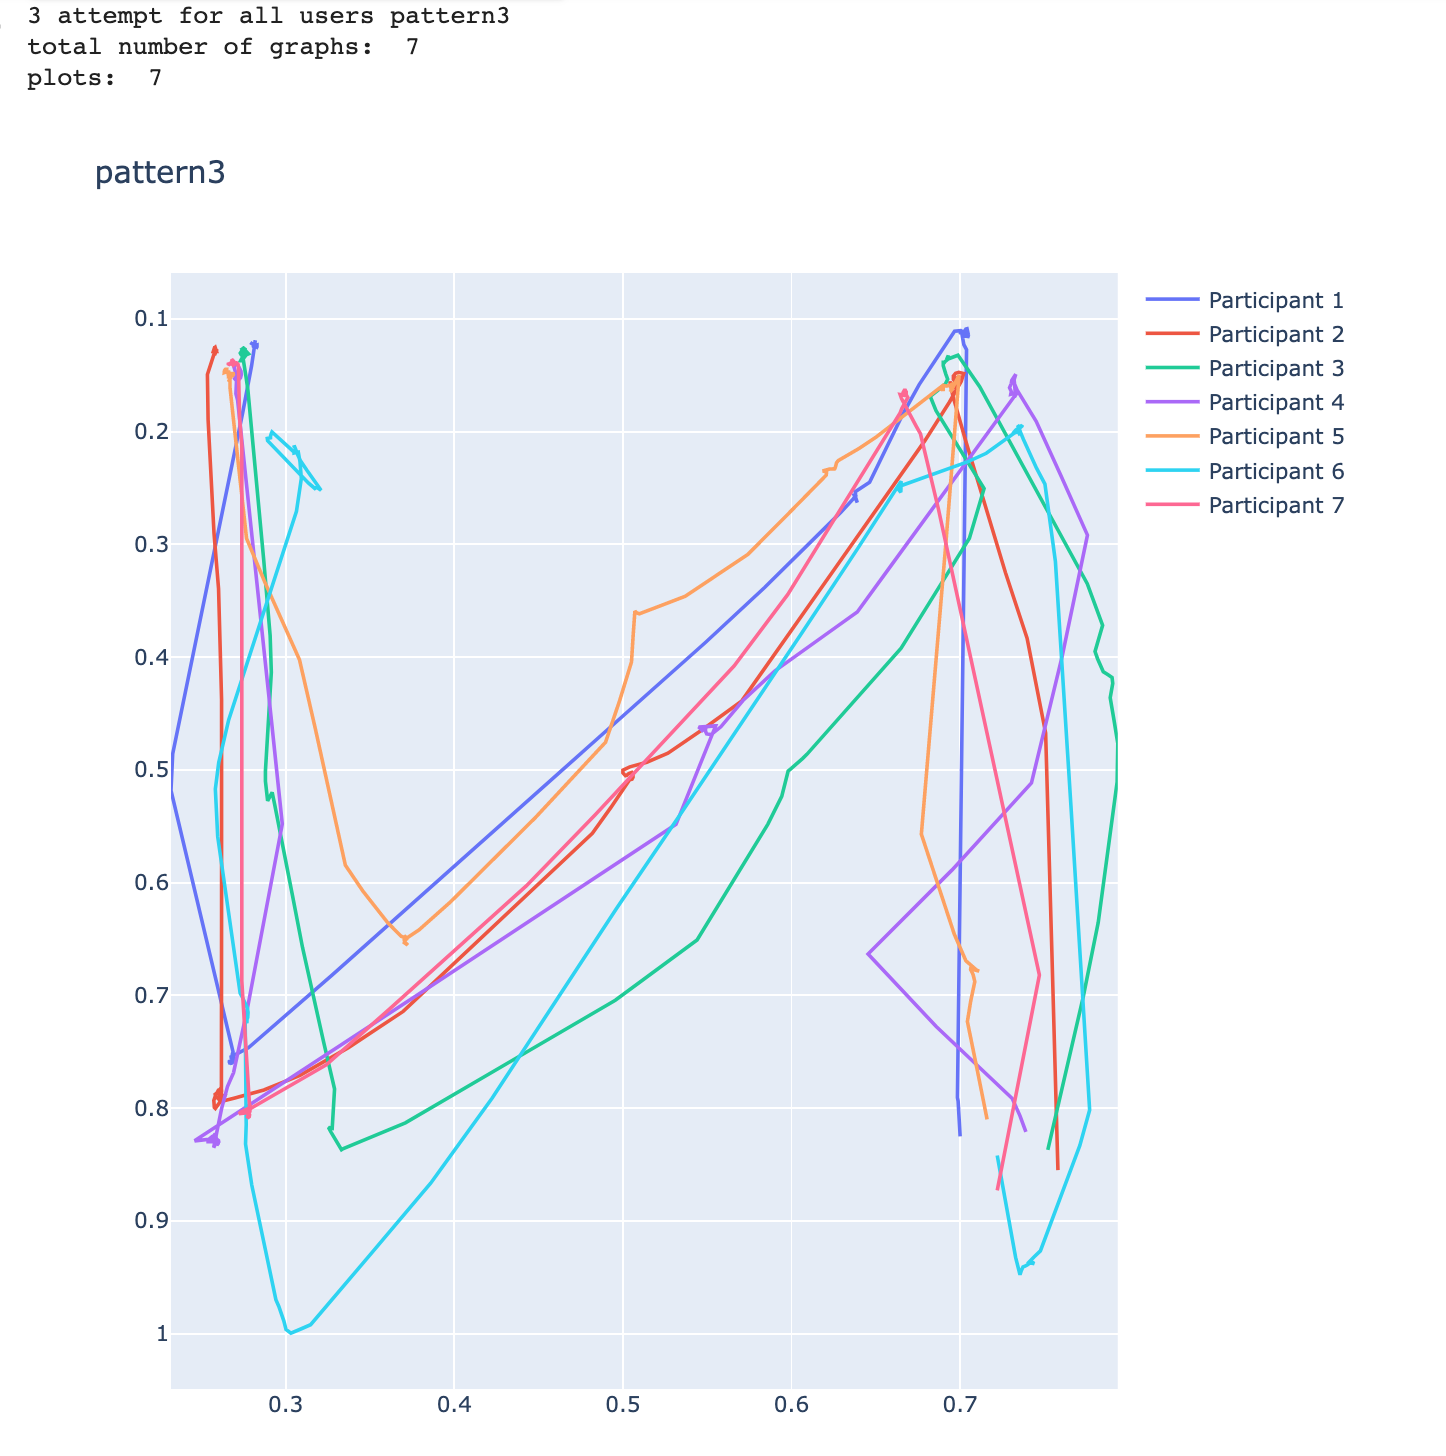 3 attempt for all users pattern3
total number of graphs:  7
plots:  7
pattern3
0.1
0.2
0.3
0.4
0.5
0.6
0.7
0.8
0.9
1
0.3
0.4
0.5
0.6
0.7
Participant 1
Participant 2
Participant 3
Participant 4
Participant 5
Participant 6
Participant 7